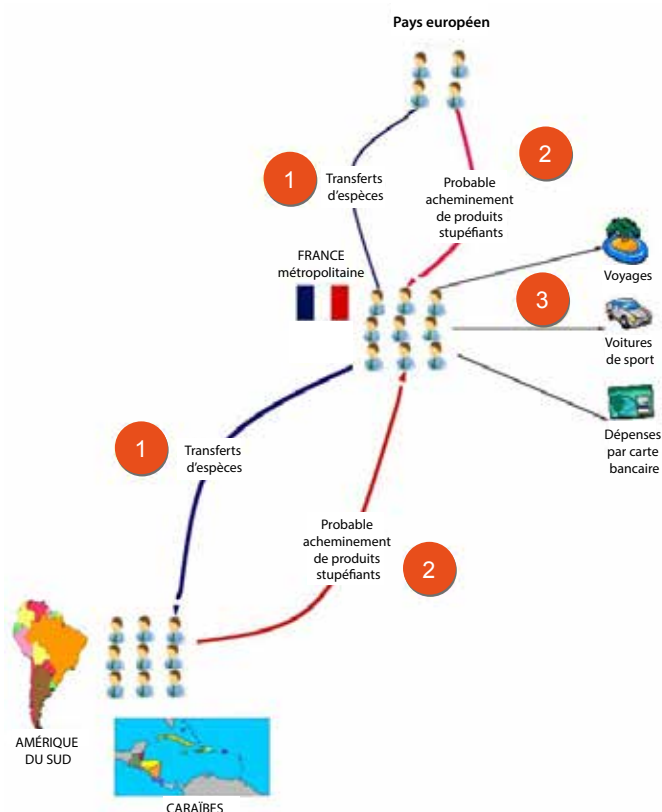 Pays européen
1
Transferts
d'espèces
2
Probable
acheminement
de produits
stupéfiants
FRANCE
métropolitaine
Voyages
3
Voitures
de sport
Dépenses
par carte
bancaire
1
Transferts
d'espèces
Probable
acheminement
de produits
stupéfiants
2
AMÉRIQUE
DU SUD
CARAÏBES